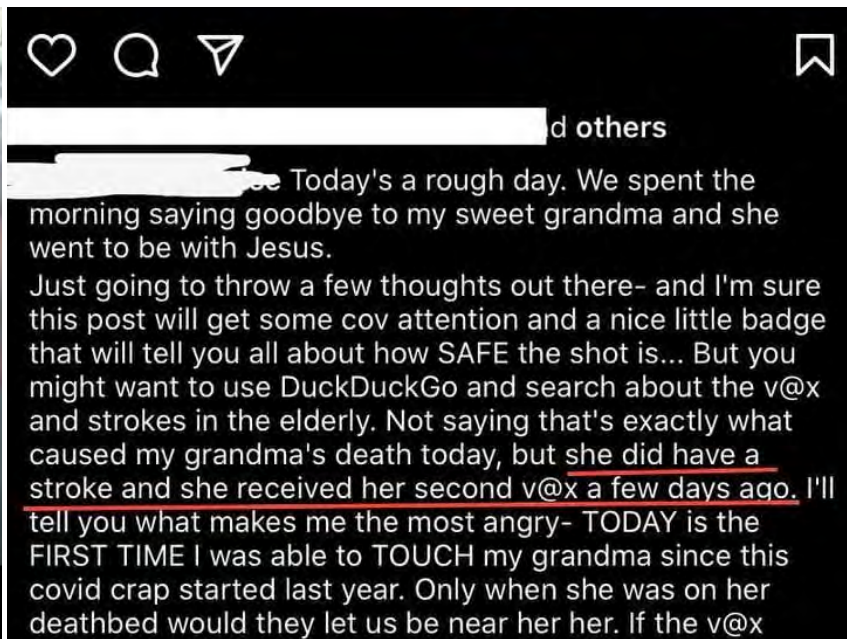 others
Today's a rough day. We spent the
morning saying goodbye to my sweet grandma and she
went to be with Jesus.
Just going to throw a few thoughts out there- and I'm sure
this post will get some cov attention and a nice little badge
that will tell you all about how SAFE the shot is... But you
might want to use DuckDuckGo and search about the v@x
and strokes in the elderly. Not saying that's exactly what
caused my grandma's death today, but she did have a
stroke and she received her second v@x a few days ago. I'll
tell you what makes me the most angry- TODAY is the
FIRST TIME I was able to TOUCH my grandma since this
covid crap started last year. Only when she was on her
deathbed would they let us be near her her. If the v@x